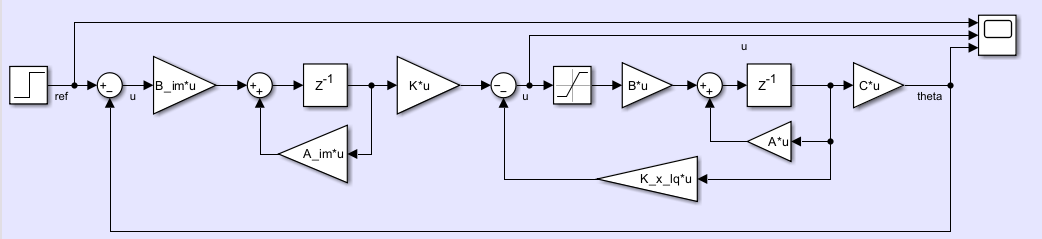 u
ref
+
−
u
B_im*u
+
+
Z-1
K*u
−
−
u
B*u
+
+
Z-1
C*u
theta
A_im*u
A*u
K_x_lq*u